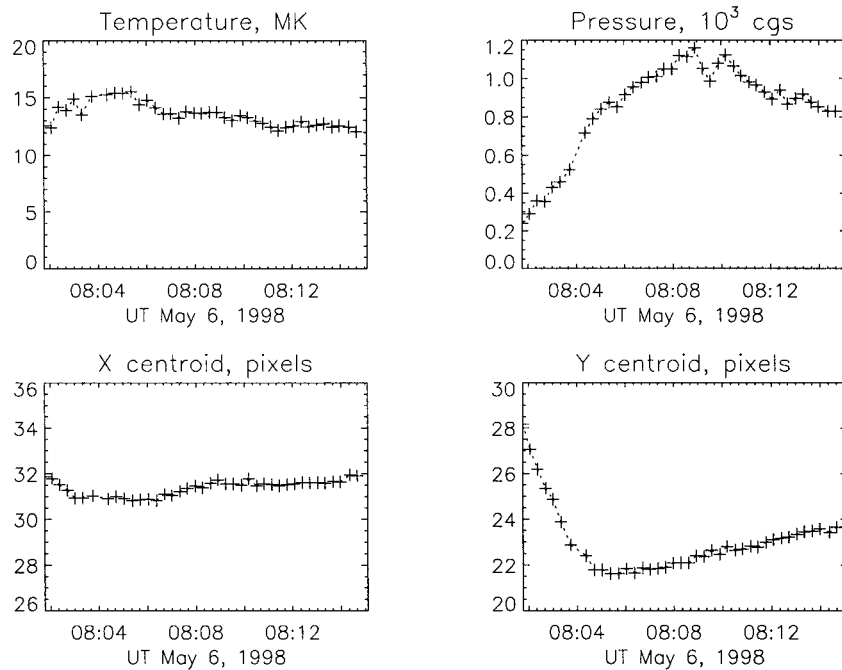 Temperature, MK
20
15
10
5
0
08:04 08:08 08:12
UT May 6, 1998
Pressure, 10³ cgs
1.2
1.0
0.8
0.6
0.4
0.2
0.0
08:04 08:08 08:12
UT May 6, 1998
X centroid, pixels
36
34
32
30
28
26
08:04 08:08 08:12
UT May 6, 1998
Y centroid, pixels
30
28
26
24
22
20
08:04 08:08 08:12
UT May 6, 1998